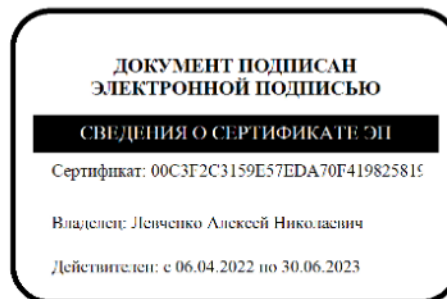 ДОКУМЕНТ ПОДПИСАН
ЭЛЕКТРОННОЙ ПОДПИСЬЮ
СВЕДЕНИЯ О СЕРТИФИКАТЕ ЭП
Сертификат: 00C3F2C3159E57EDA70F419825819
Владелец: Левченко Алексей Николаевич
Действителен: с 06.04.2022 по 30.06.2023